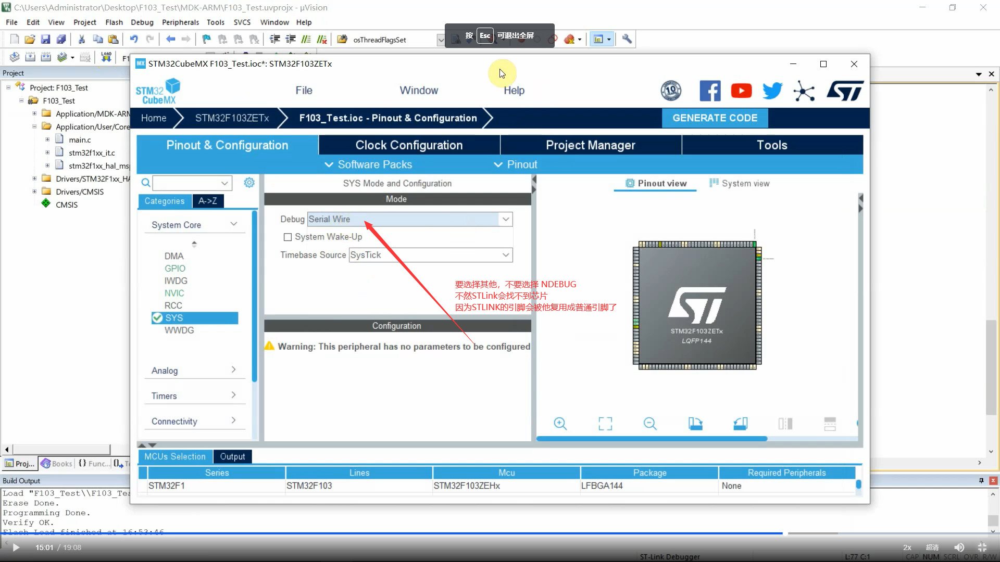 C:\Users\Administrator\Desktop\F103_Test\MDK-ARM\F103_Test.uvprojx - µVision
File Edit View Project Flash Debug Peripherals Tools SVCS Window Help
osThreadFlagsSet
按 Esc 可退出全屏
LOAD
F1
Project
Project: F103_Test
F103_Test
Application/MDK-ARM
Application/User/Core
main.c
stm32f1xx_it.c
stm32f1xx_hal_msp
Drivers/STM32F1xx_HA
Drivers/CMSIS
CMSIS
Proj... Books {} Func...
MX STM32CubeMX F103_Test.ioc*: STM32F103ZETx
STM32 CubeMX
File Window Help
10
Home STM32F103ZETx F103_Test.ioc - Pinout & Configuration GENERATE CODE
Pinout & Configuration Clock Configuration Project Manager Tools
Software Packs Pinout
Categories A->Z
System Core
DMA
GPIO
IWDG
NVIC
RCC
SYS
WWDG
Analog
Timers
Connectivity
SYS Mode and Configuration
Mode
Debug Serial Wire
System Wake-Up
Timebase Source SysTick
要选择其他，不要选择 NDEBUG
不然STLink会找不到芯片
因为STLINK的引脚会被他复用成普通引脚了
Configuration
Warning: This peripheral has no parameters to be configured
Pinout view System view
STM32F103ZETx
LQFP144
MCUs Selection Output
Series Lines Mcu Package Required Peripherals
STM32F1 STM32F103 STM32F103ZEHx LFBGA144 None
Build Output
Load "F103_Test\\F103_Tes
Erase Done.
Programming Done.
Verify OK.
Flash Load finished at 16:53:46
15:01 / 19:08
2x 超清
ST-Link Debugger L:77 C:1 CAP NUM SCRL OVR R/W